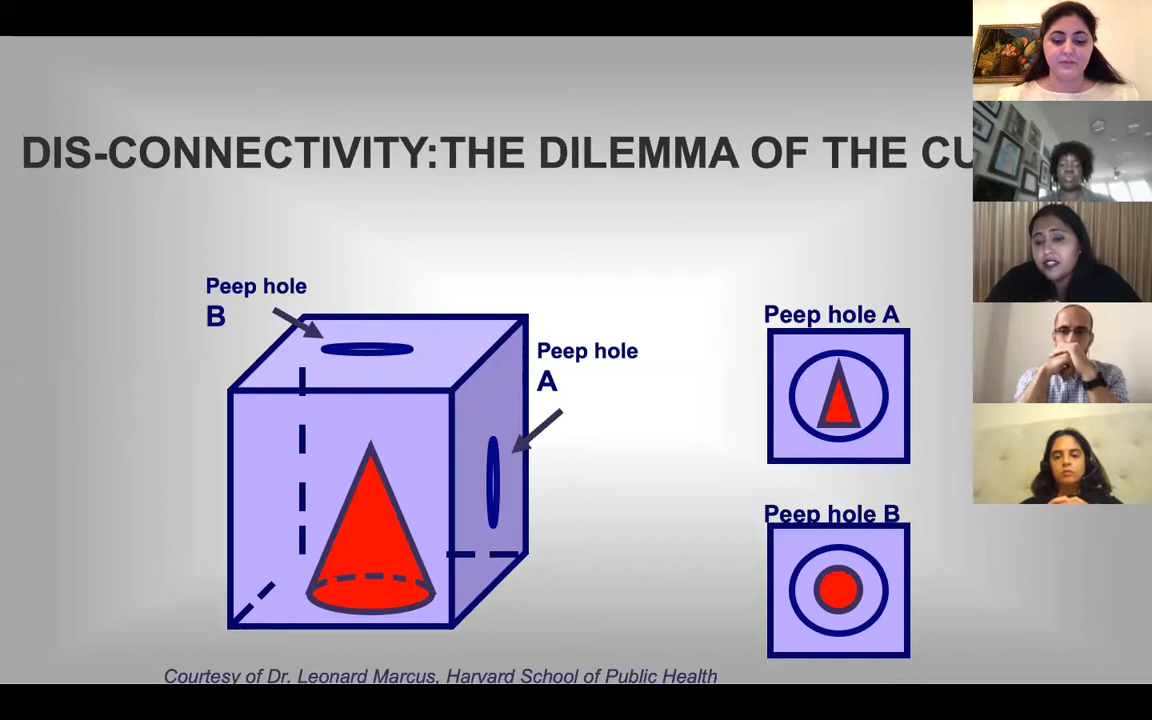 DIS-CONNECTIVITY:THE DILEMMA OF THE
Peep hole
B
Peep hole
A
Peep hole A
Peep hole B
Courtesy of Dr. Leonard Marcus, Harvard School of Public Health